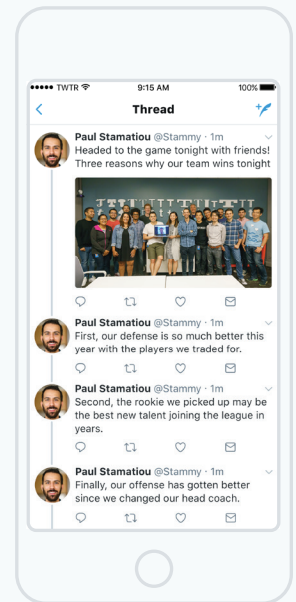 TWTR
9:15 AM
100%
Thread
Paul Stamatiou @Stammy · 1m
Headed to the game tonight with friends!
Three reasons why our team wins tonight
Paul Stamatiou @Stammy · 1m
First, our defense is so much better this
year with the players we traded for.
Paul Stamatiou @Stammy · 1m
Second, the rookie we picked up may be
the best new talent joining the league in
years.
Paul Stamatiou @Stammy · 1m
Finally, our offense has gotten better
since we changed our head coach.